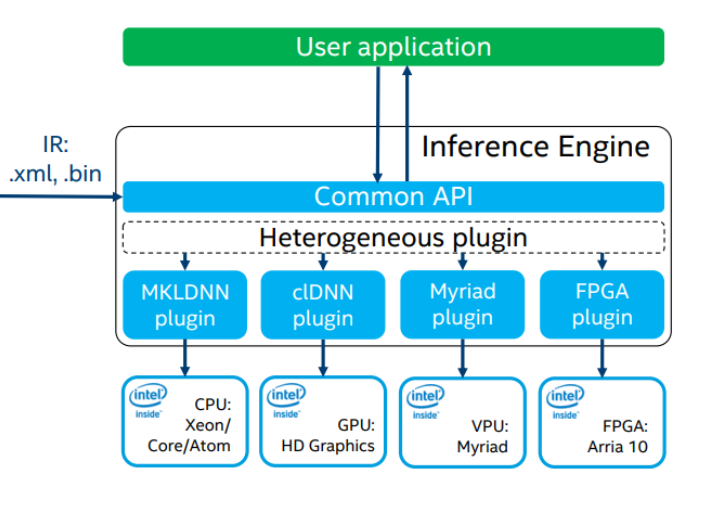 User application
IR:
.xml, .bin
Inference Engine
Common API
Heterogeneous plugin
MKLDNN
plugin
clDNN
plugin
Myriad
plugin
FPGA
plugin
intel
inside
CPU:
Xeon/
Core/Atom
intel
inside
GPU:
HD Graphics
intel
inside
VPU:
Myriad
intel
inside
FPGA:
Arria 10